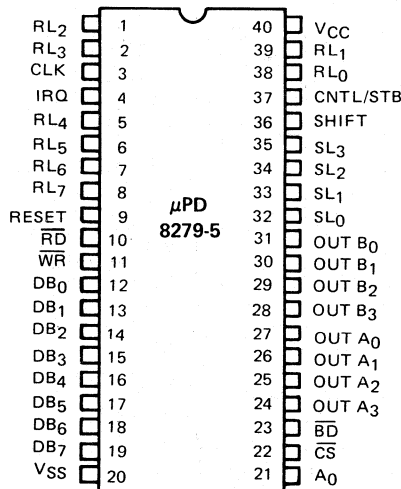 RL2 1 40 VCC
RL3 2 39 RL1
CLK 3 38 RL0
IRQ 4 37 CNTL/STB
RL4 5 36 SHIFT
RL5 6 35 SL3
RL6 7 34 SL2
RL7 8 33 SL1
RESET 9 μPD 32 SL0
R̅D̅ 10 8279-5 31 OUT B0
W̅R̅ 11 30 OUT B1
DB0 12 29 OUT B2
DB1 13 28 OUT B3
DB2 14 27 OUT A0
DB3 15 26 OUT A1
DB4 16 25 OUT A2
DB5 17 24 OUT A3
DB6 18 23 B̅D̅
DB7 19 22 C̅S̅
VSS 20 21 A0